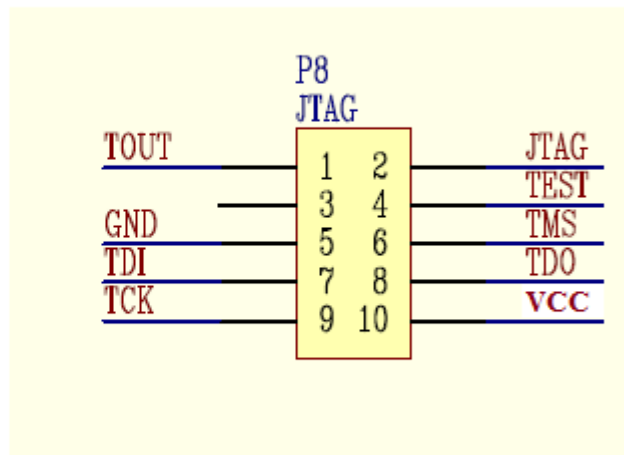 P8
JTAG
TOUT 1 2 JTAG
3 4 TEST
GND 5 6 TMS
TDI 7 8 TDO
TCK 9 10 VCC